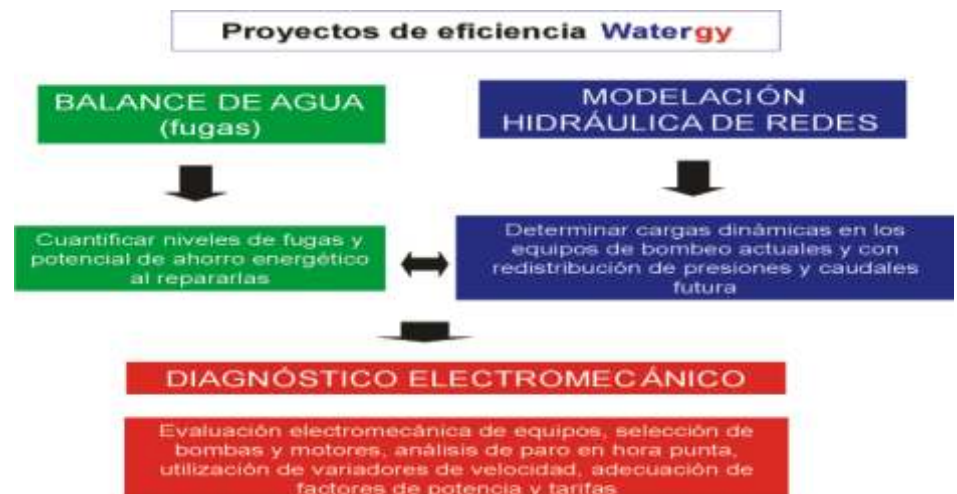 Proyectos de eficiencia Watergy
BALANCE DE AGUA
(fugas)
MODELACIÓN
HIDRÁULICA DE REDES
Cuantificar niveles de fugas y
potencial de ahorro energético
al repararlas
Determinar cargas dinámicas en los
equipos de bombeo actuales y con
redistribución de presiones y caudales
futura
DIAGNÓSTICO ELECTROMECÁNICO
Evaluación electromecánica de equipos, selección de
bombas y motores, análisis de paro en hora punta,
utilización de variadores de velocidad, adecuación de
factores de potencia y tarifas